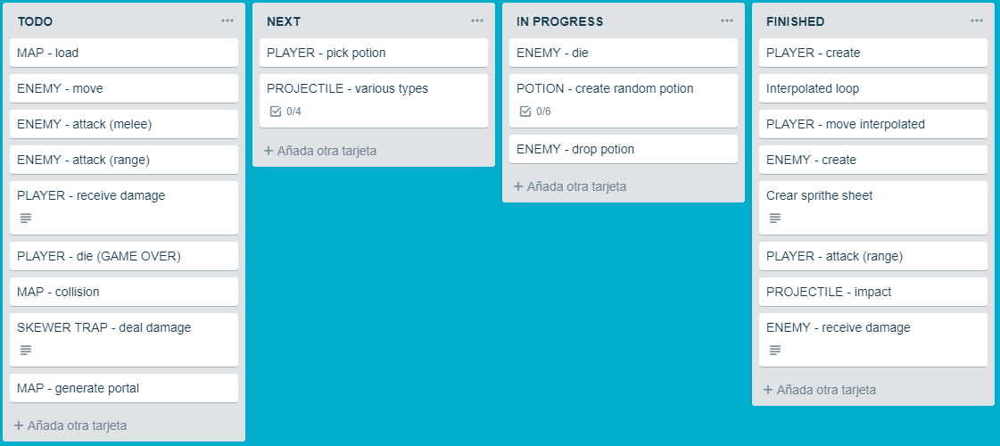 TODO
MAP - load
ENEMY - move
ENEMY - attack (melee)
ENEMY - attack (range)
PLAYER - receive damage
PLAYER - die (GAME OVER)
MAP - collision
SKEWER TRAP - deal damage
MAP - generate portal
+ Añada otra tarjeta
NEXT
PLAYER - pick potion
PROJECTILE - various types
0/4
+ Añada otra tarjeta
IN PROGRESS
ENEMY - die
POTION - create random potion
0/6
ENEMY - drop potion
+ Añada otra tarjeta
FINISHED
PLAYER - create
Interpolated loop
PLAYER - move interpolated
ENEMY - create
Crear sprithe sheet
PLAYER - attack (range)
PROJECTILE - impact
ENEMY - receive damage
+ Añada otra tarjeta